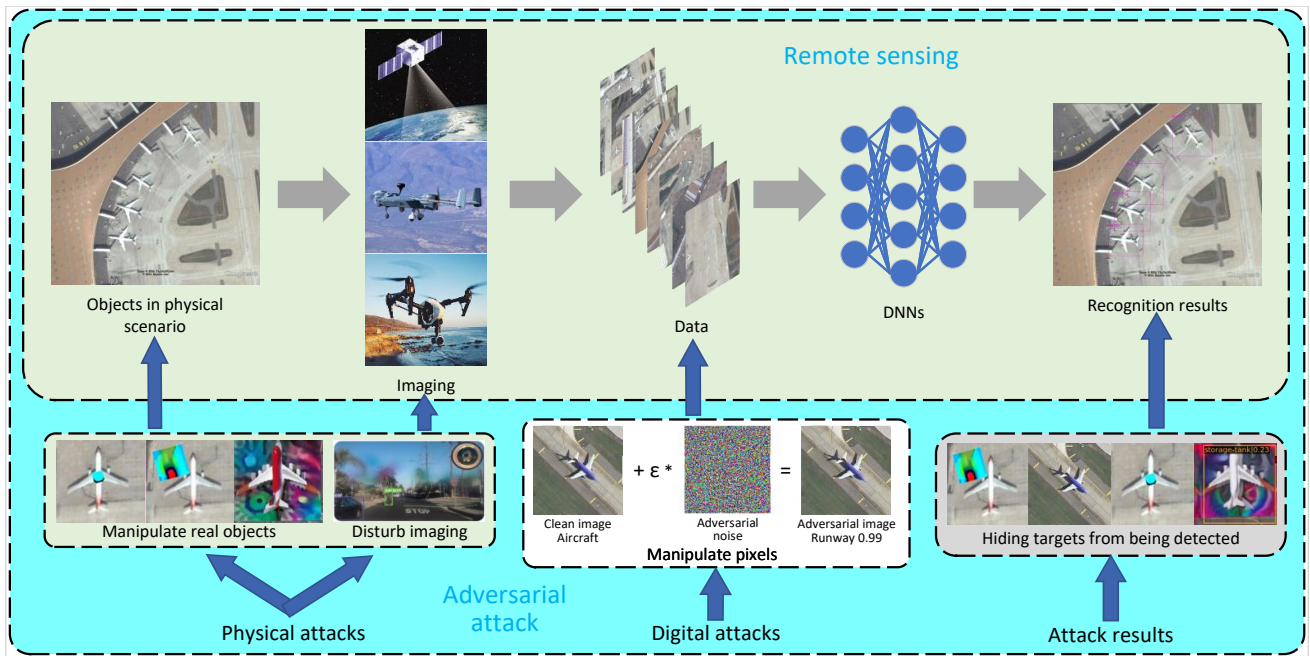 Remote sensing
Objects in physical
scenario
Imaging
Data
DNNs
Recognition results
STOP
+ ε *
=
storage-tank|0.23
Manipulate real objects
Disturb imaging
Clean image
Aircraft
Adversarial
noise
Adversarial image
Runway 0.99
Manipulate pixels
Hiding targets from being detected
Adversarial
attack
Physical attacks
Digital attacks
Attack results